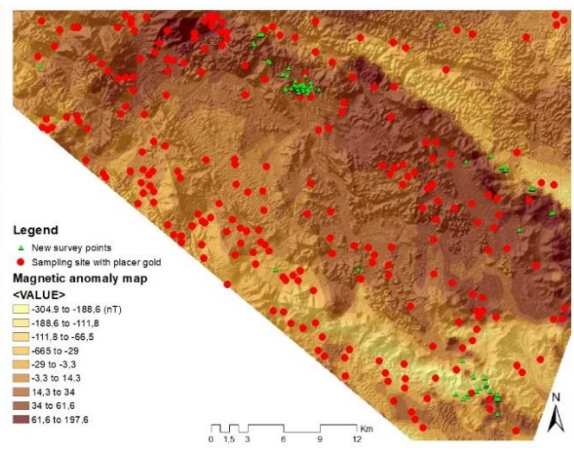 Legend
New survey points
Sampling site with placer gold
Magnetic anomaly map
<VALUE>
-304,9 to -188,6 (nT)
-188,6 to -111,8
-111,8 to -66,5
-665 to -29
-29 to -3,3
-3,3 to 14,3
14,3 to 34
34 to 61,6
61,6 to 197,6
N
Km
0 1,5 3 6 9 12